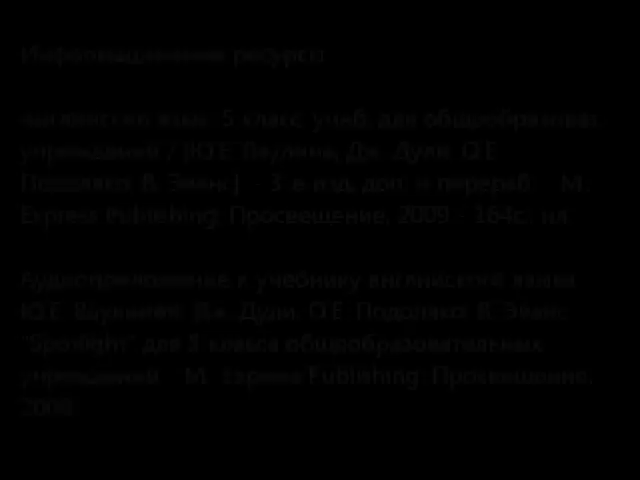 Информационные ресурсы
Английский язык. 5 класс: учеб. для общеобразоват.
учреждений / [Ю.Е. Ваулина, Дж. Дули, О.Е.
Подоляко, В. Эванс]. - 3-е изд. доп. и перераб. - М.:
Express Publishing: Просвещение, 2009.- 164с.: ил.
Аудиоприложение к учебнику английский языка
Ю.Е. Ваулиной, Дж. Дули, О.Е. Подоляко, В. Эванс
"Spotlight" для 5 класса общеобразовательных
учреждений. - М.: Express Publishing: Просвещение,